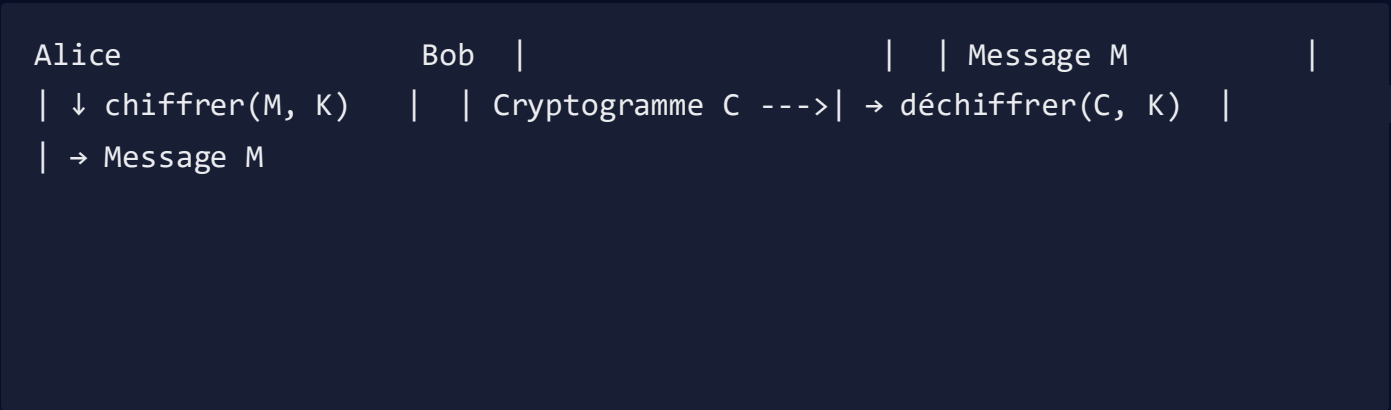 Alice                 Bob  |                    |  | Message M          |
| ↓ chiffrer(M, K)   |  | Cryptogramme C --->| → déchiffrer(C, K)  |
| → Message M